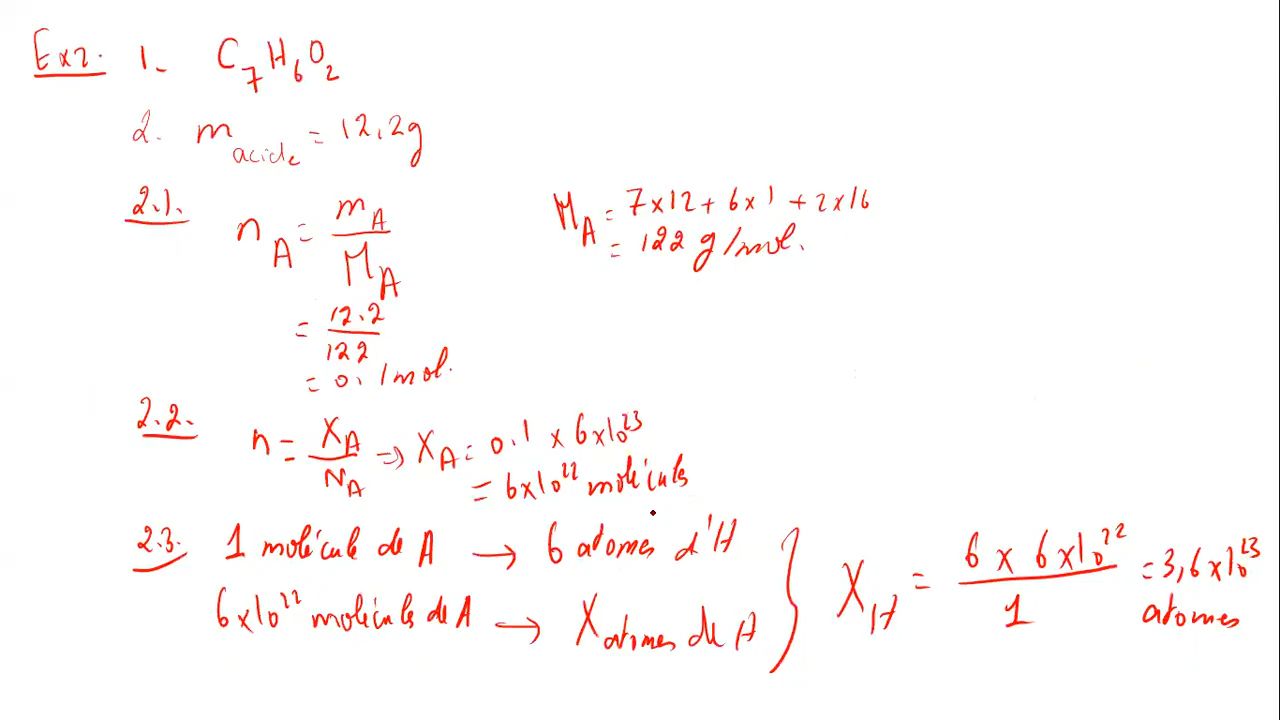 Ex2. 1. C7H6O2
2. m acide = 12,2g
2.1. nA = mA / MA
MA = 7x12 + 6x1 + 2x16
= 122 g/mol.
= 12.2 / 122
= 0.1 mol.
2.2. n = XA / NA => XA = 0.1 x 6x10^23
= 6x10^22 molécules
2.3. 1 molécule de A → 6 atomes d'H
6x10^22 molécule de A → X atomes de H
} XH = 6 x 6x10^22 / 1 = 3,6x10^23
atomes